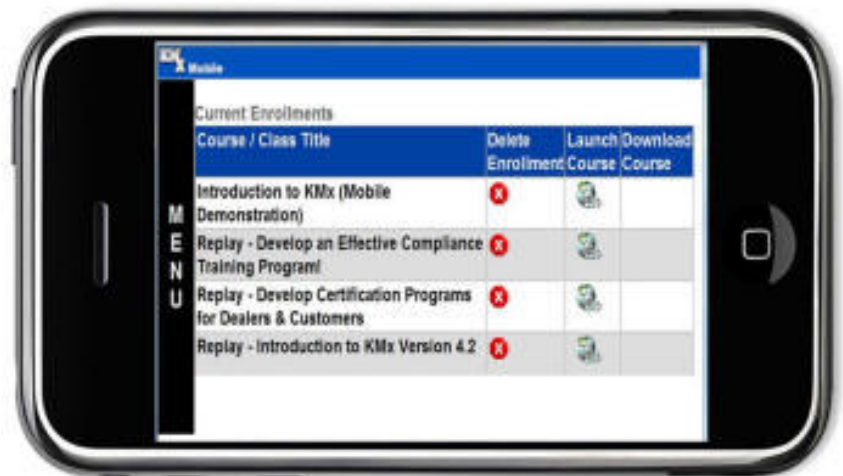 KMx Mobile
Current Enrollments
Course / Class Title
Delete Enrollment
Launch Course
Download Course
MENU
Introduction to KMx (Mobile
Demonstration)
Replay - Develop an Effective Compliance
Training Program!
Replay - Develop Certification Programs
for Dealers & Customers
Replay - Introduction to KMx Version 4.2